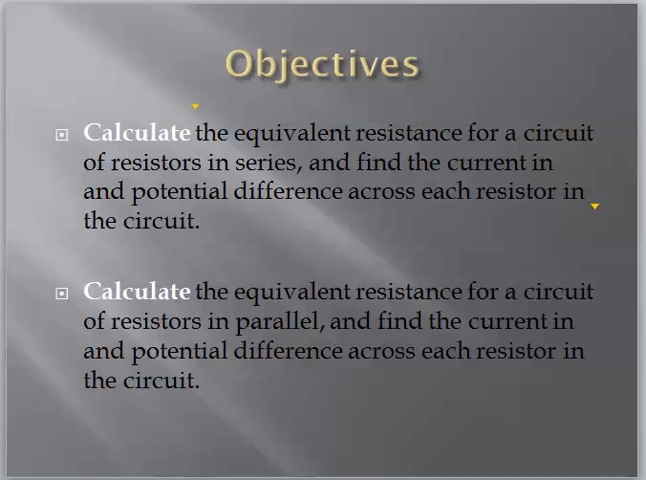 Objectives
Calculate the equivalent resistance for a circuit
of resistors in series, and find the current in
and potential difference across each resistor in
the circuit.
Calculate the equivalent resistance for a circuit
of resistors in parallel, and find the current in
and potential difference across each resistor in
the circuit.